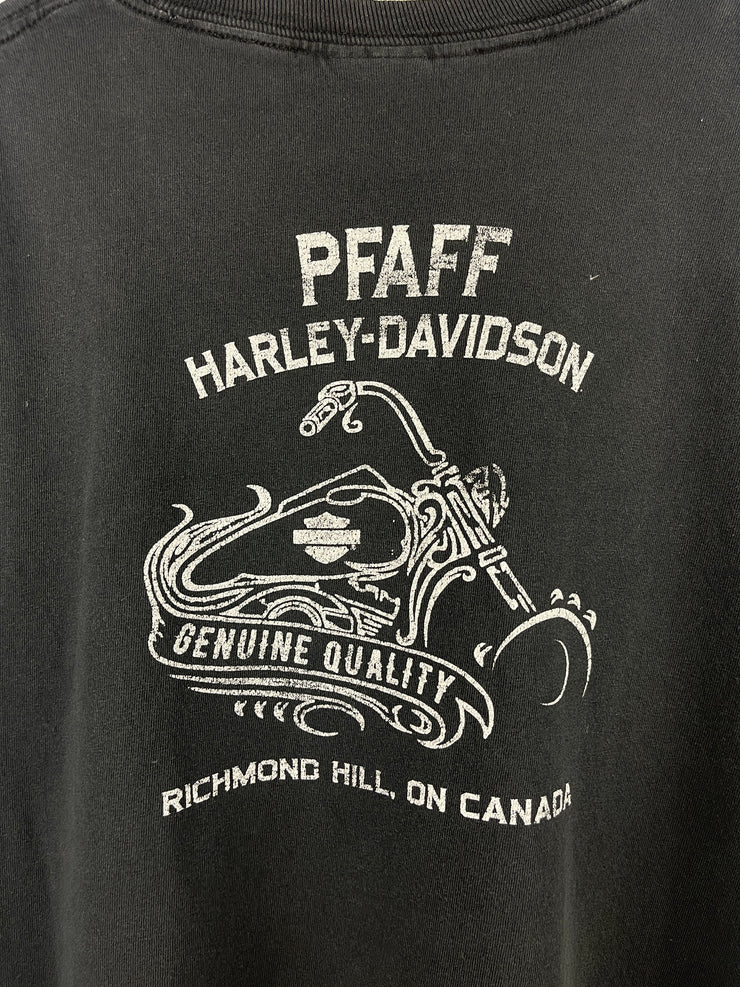 PFAFF
HARLEY-DAVIDSON
GENUINE QUALITY
RICHMOND HILL, ON CANADA